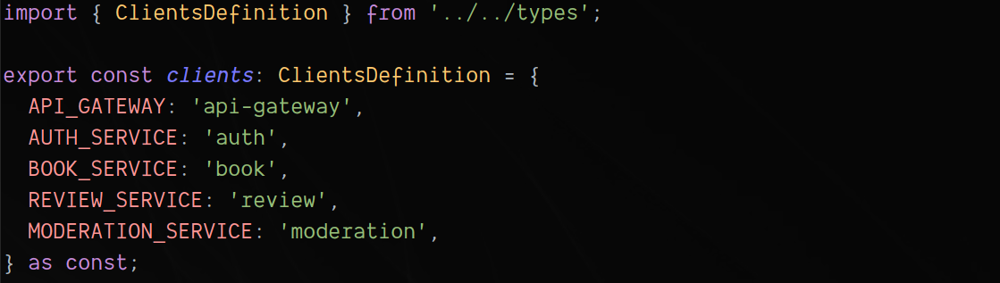 import { ClientsDefinition } from '../../types';
export const clients: ClientsDefinition = {
  API_GATEWAY: 'api-gateway',
  AUTH_SERVICE: 'auth',
  BOOK_SERVICE: 'book',
  REVIEW_SERVICE: 'review',
  MODERATION_SERVICE: 'moderation',
} as const;